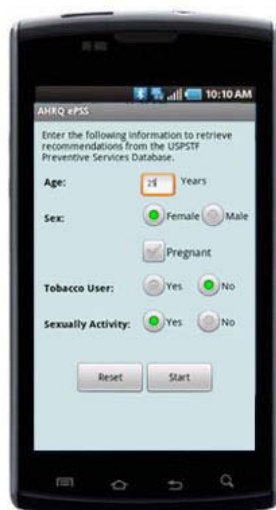 10:10 AM
AHRQ ePSS
Enter the following information to retrieve
recommendations from the USPSTF
Preventive Services Database.
Age: 25 Years
Sex: Female Male
Pregnant
Tobacco User: Yes No
Sexually Activity: Yes No
Reset Start